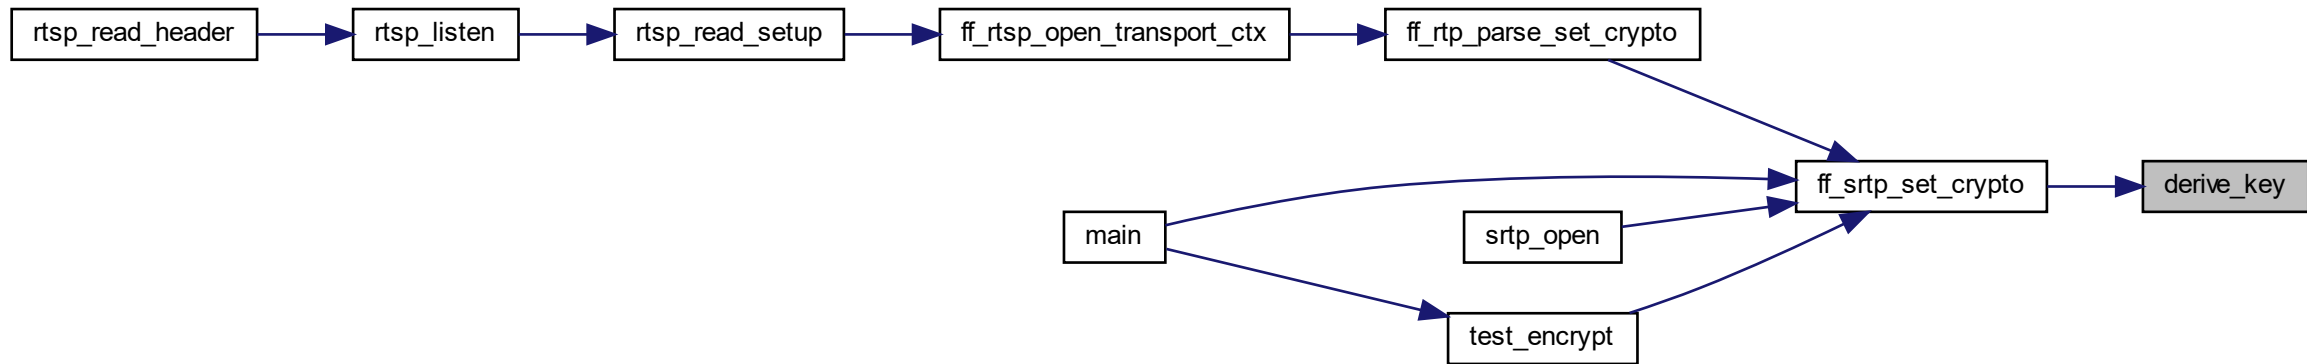 rtsp_read_header
rtsp_listen
rtsp_read_setup
ff_rtsp_open_transport_ctx
ff_rtp_parse_set_crypto
ff_srtp_set_crypto
derive_key
main
srtp_open
test_encrypt